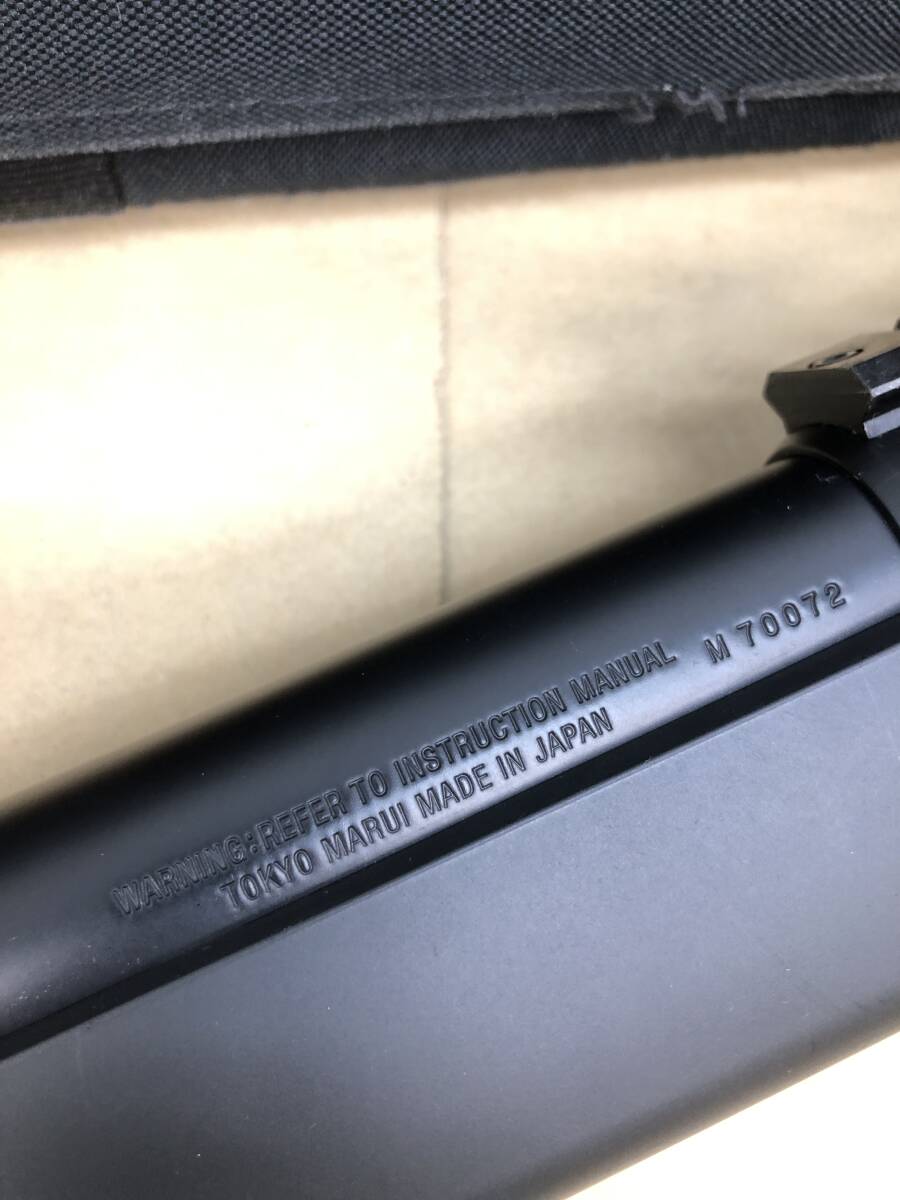 WARNING:REFER TO INSTRUCTION MANUAL M 70072
TOKYO MARUI MADE IN JAPAN